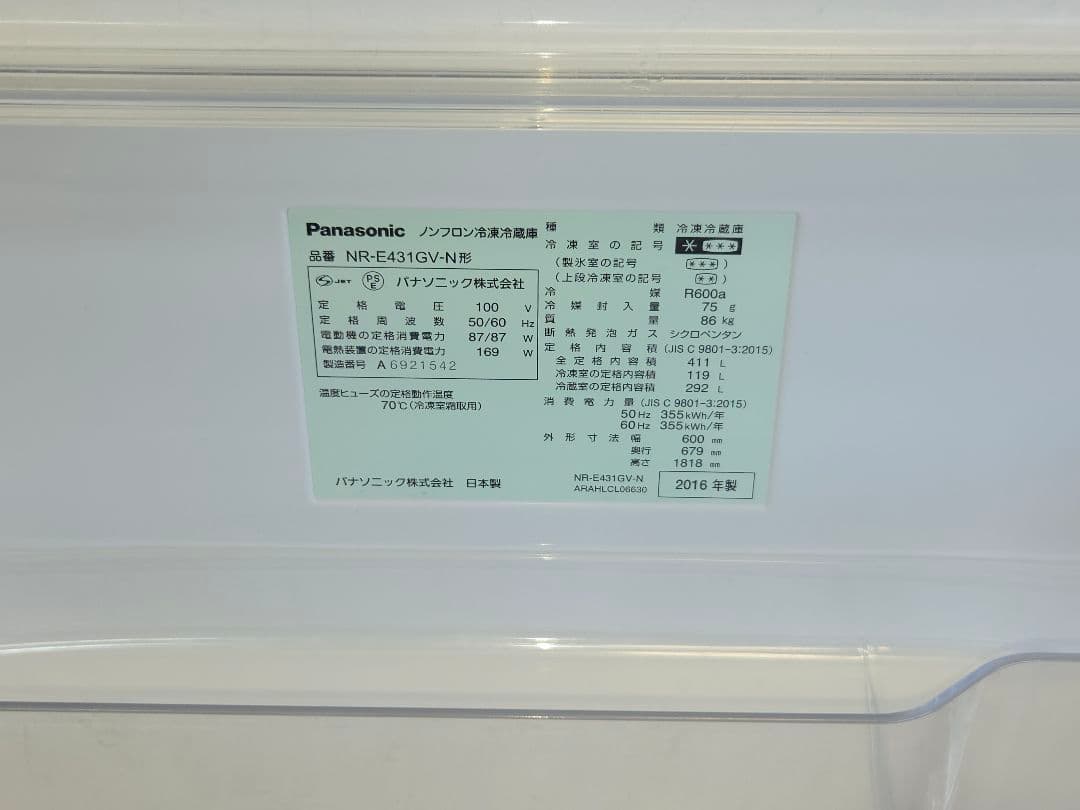 Panasonic ノンフロン冷凍冷蔵庫
品番 NR-E431GV-N形
JET PSE パナソニック株式会社
定格電圧 100 V
定格周波数 50/60 Hz
電動機の定格消費電力 87/87 W
電熱装置の定格消費電力 169 W
製造番号 A 6921542
温度ヒューズの定格動作温度
70℃(冷凍室霜取用)
パナソニック株式会社 日本製
種類 冷凍冷蔵庫
冷凍室の記号 * ***
(製氷室の記号 *** )
(上段冷凍室の記号 ** )
冷媒 R600a
冷媒封入量 75 g
質量 86 kg
断熱発泡ガス シクロペンタン
定格内容積 (JIS C 9801-3:2015)
全定格内容積 411 L
冷凍室の定格内容積 119 L
冷蔵室の定格内容積 292 L
消費電力量 (JIS C 9801-3:2015)
50Hz 355kWh/年
60Hz 355kWh/年
外形寸法 幅 600 mm
奥行 679 mm
高さ 1818 mm
NR-E431GV-N
ARAHLCL06630
2016 年製